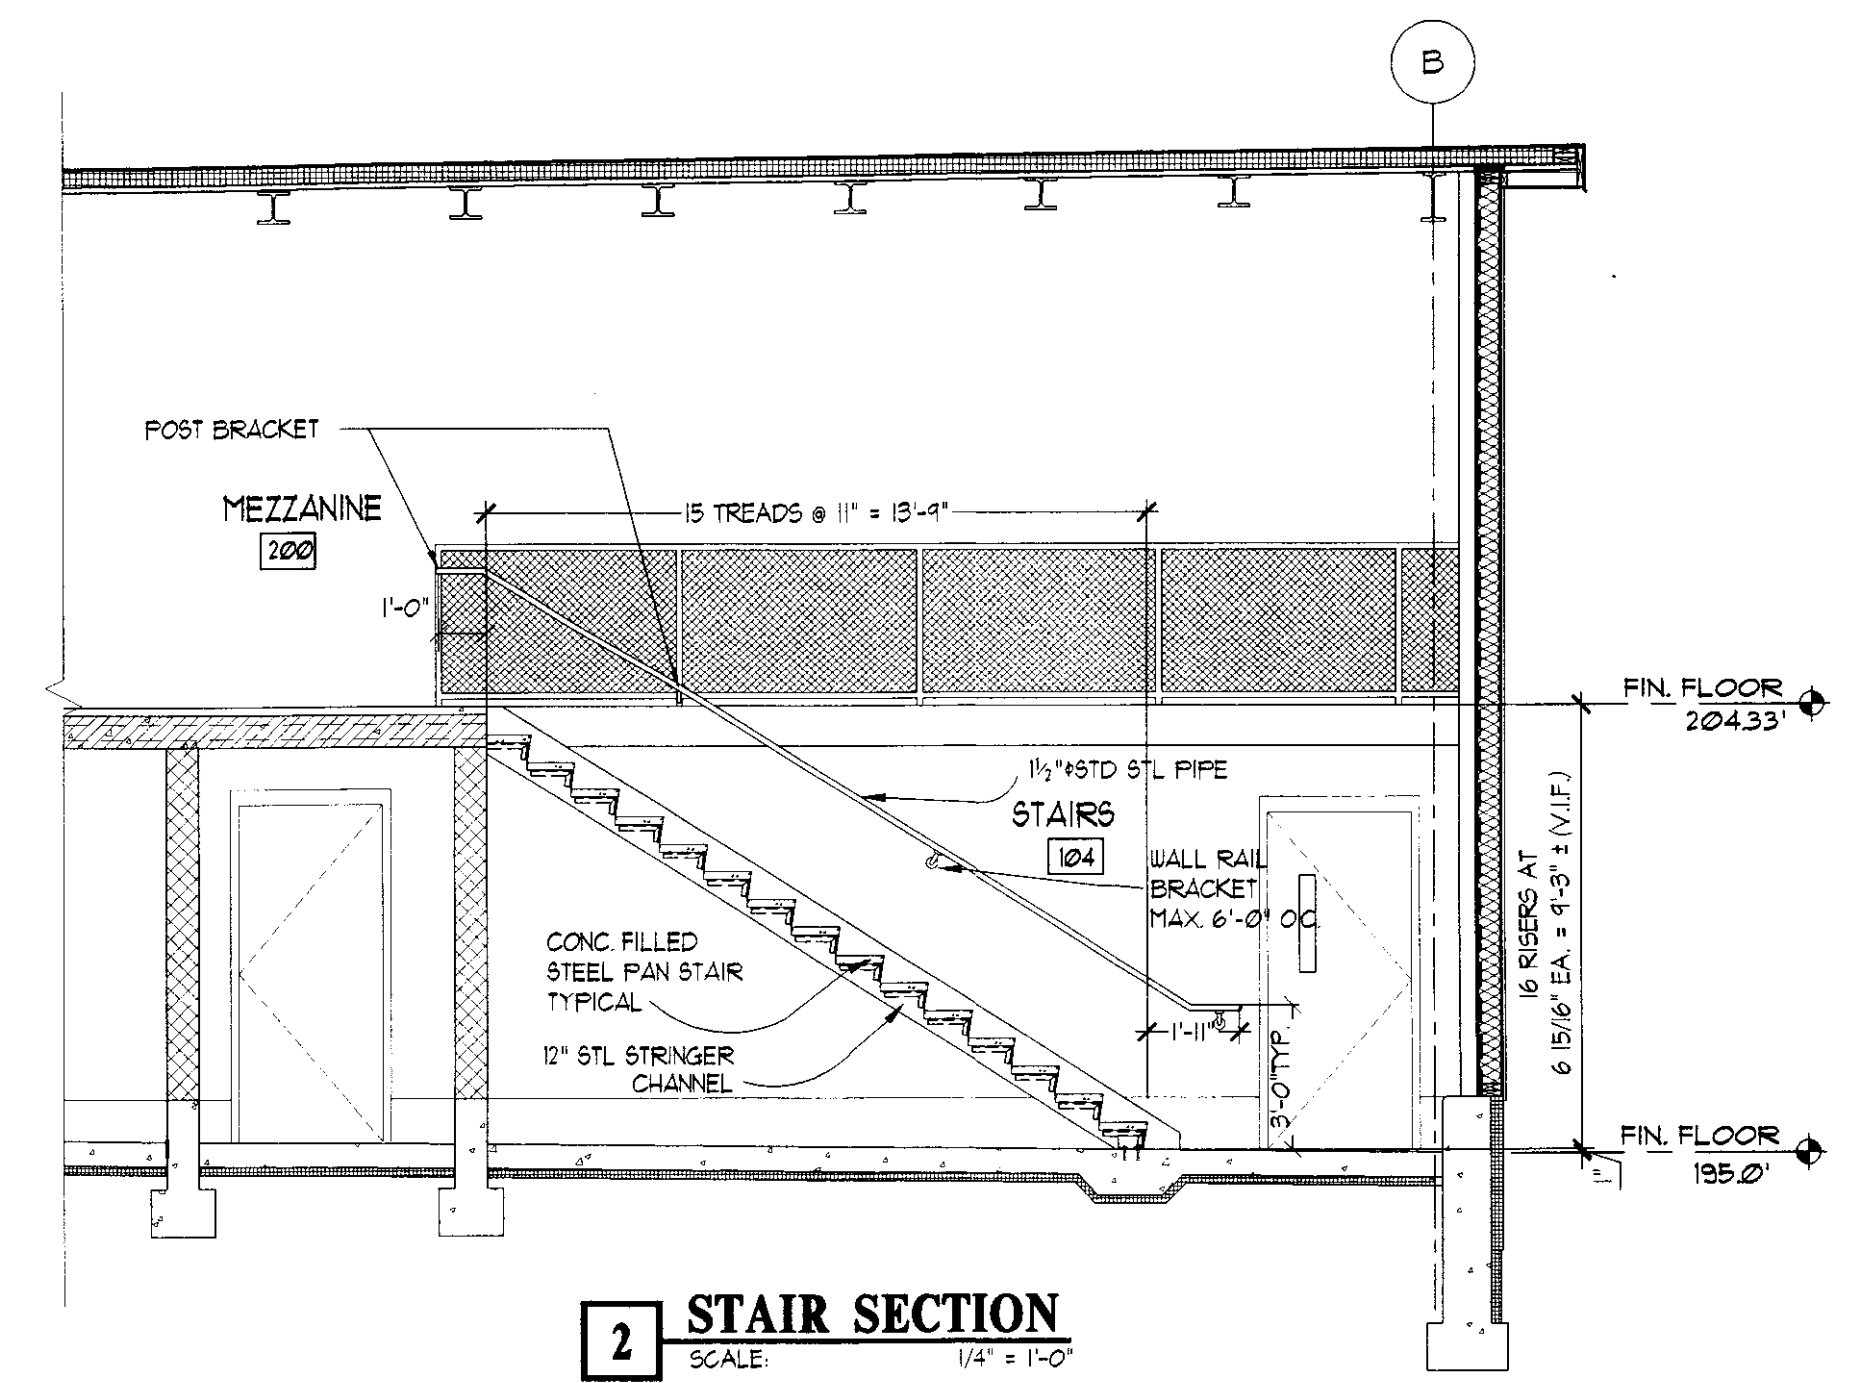 B
POST BRACKET
MEZZANINE
200
15 TREADS @ 11" = 13'-9"
1'-0"
FIN. FLOOR
204.33'
1½"ΦSTD STL PIPE
STAIRS
104
WALL RAIL
BRACKET
MAX. 6'-0" OC
16 RISERS AT
6 15/16" EA. = 9'-3" ± (V.I.F.)
CONC. FILLED
STEEL PAN STAIR
TYPICAL
1'-11"
3'-0" TYP.
12" STL STRINGER
CHANNEL
FIN. FLOOR
195.0'
2
STAIR SECTION
SCALE: 1/4" = 1'-0"